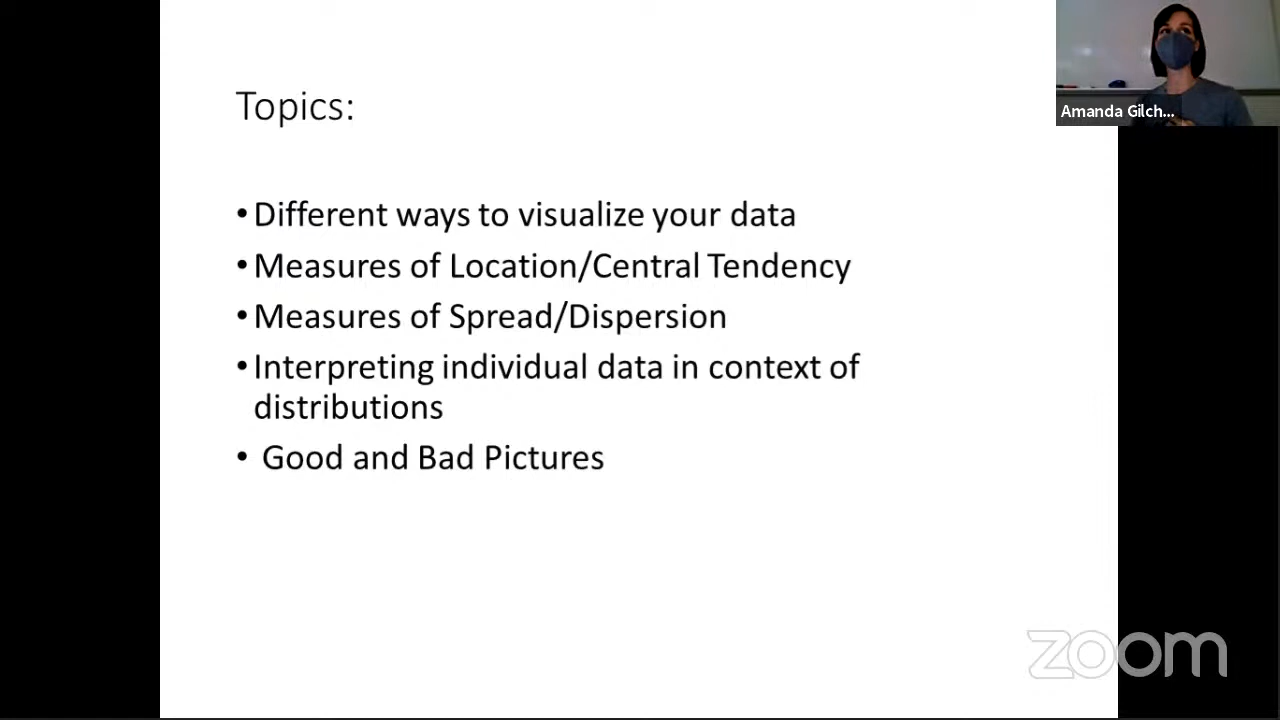 Topics:
• Different ways to visualize your data
• Measures of Location/Central Tendency
• Measures of Spread/Dispersion
• Interpreting individual data in context of
distributions
• Good and Bad Pictures
Amanda Gilch...
zoom